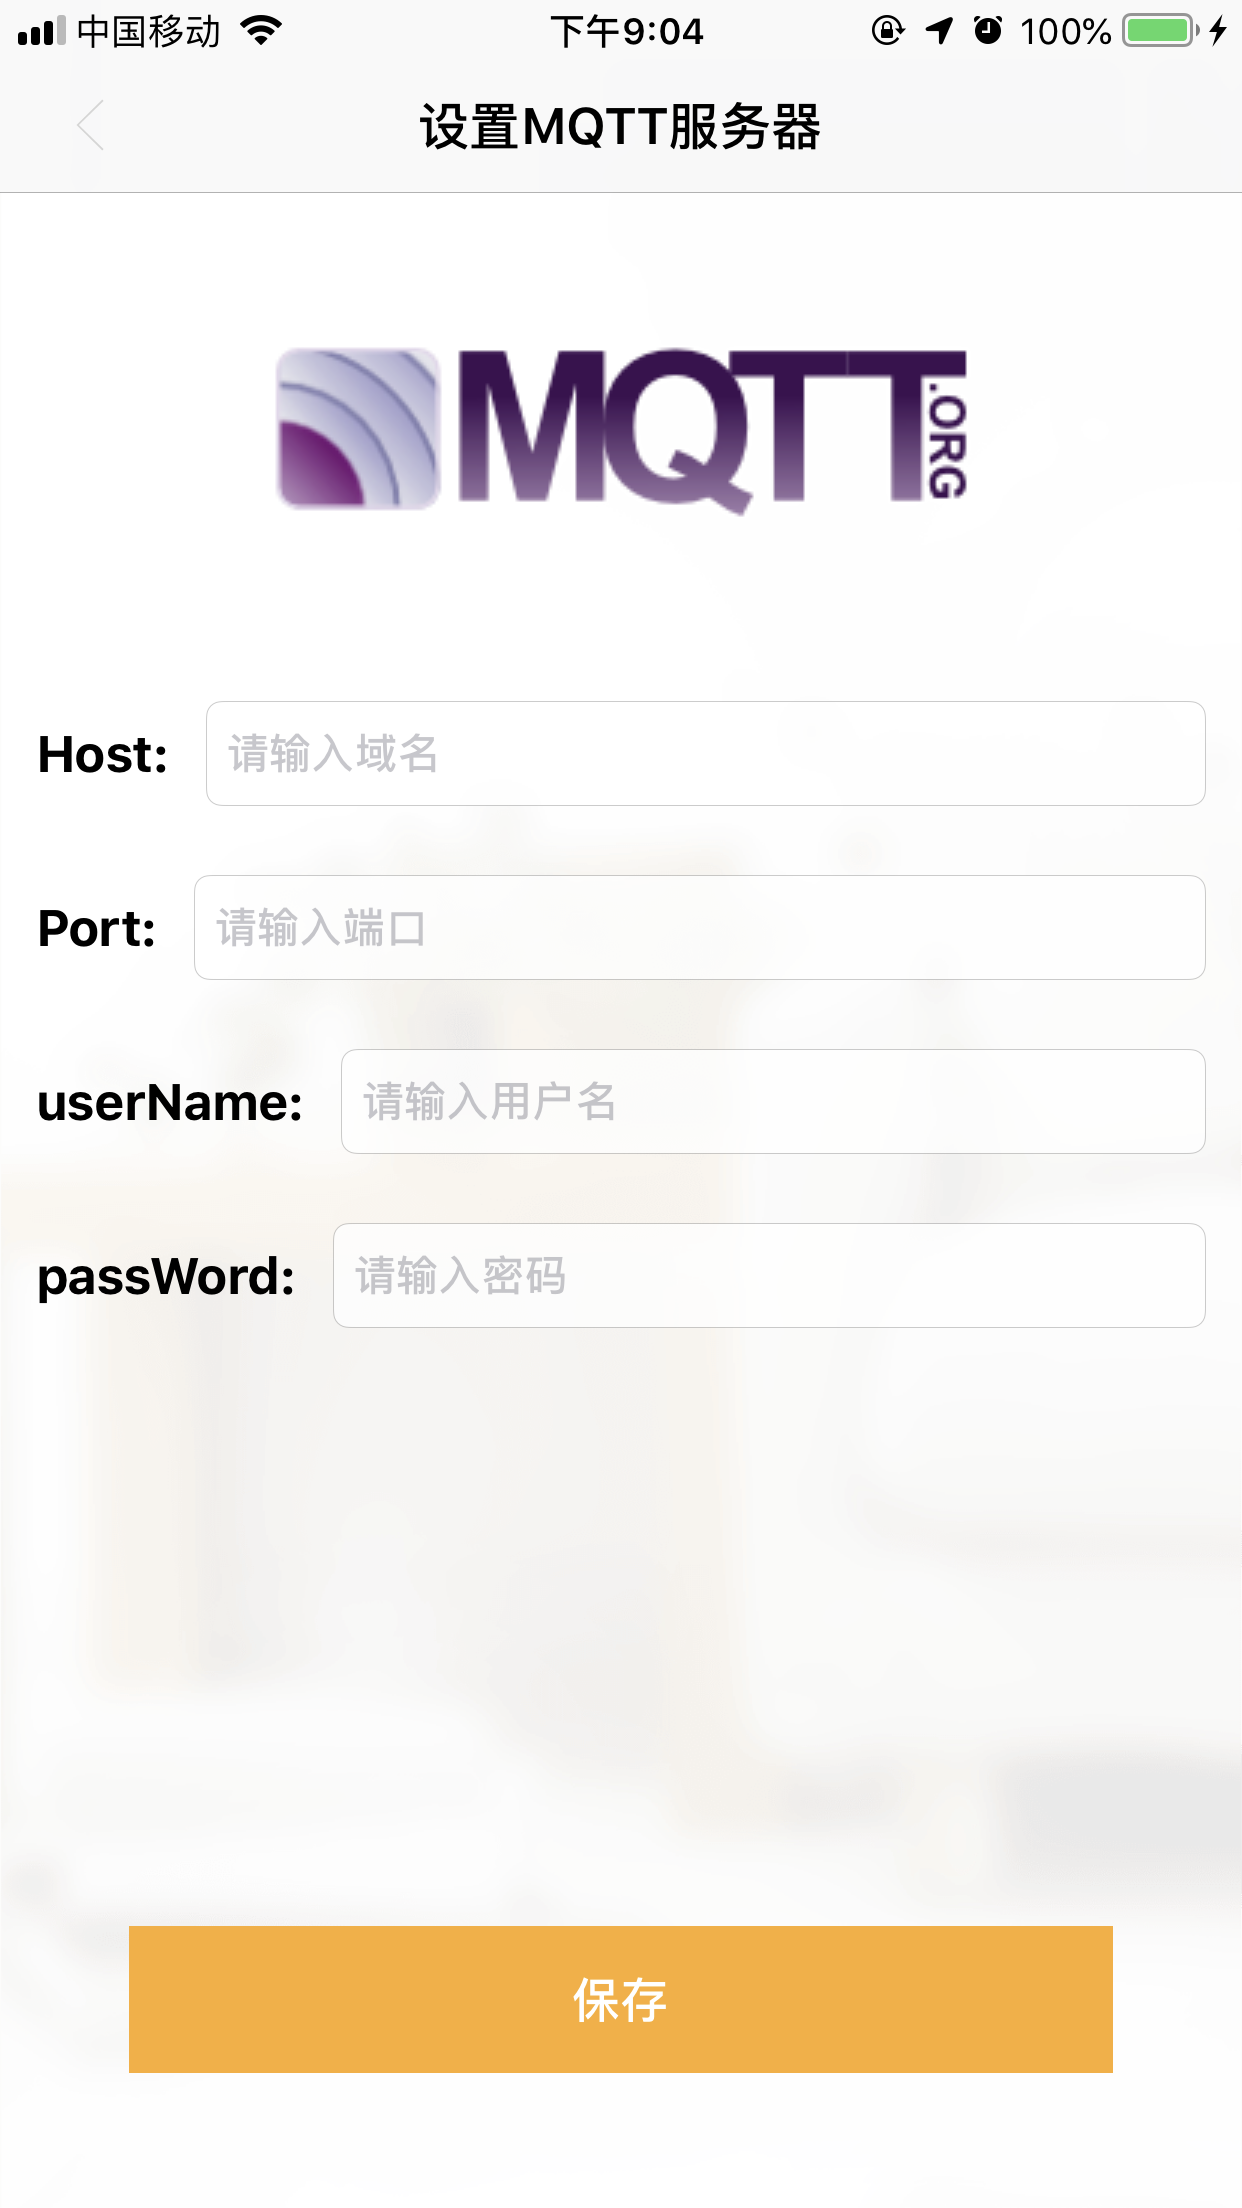 中国移动 下午9:04 100%
设置MQTT服务器
MQTT.ORG
Host: 请输入域名
Port: 请输入端口
userName: 请输入用户名
passWord: 请输入密码
保存